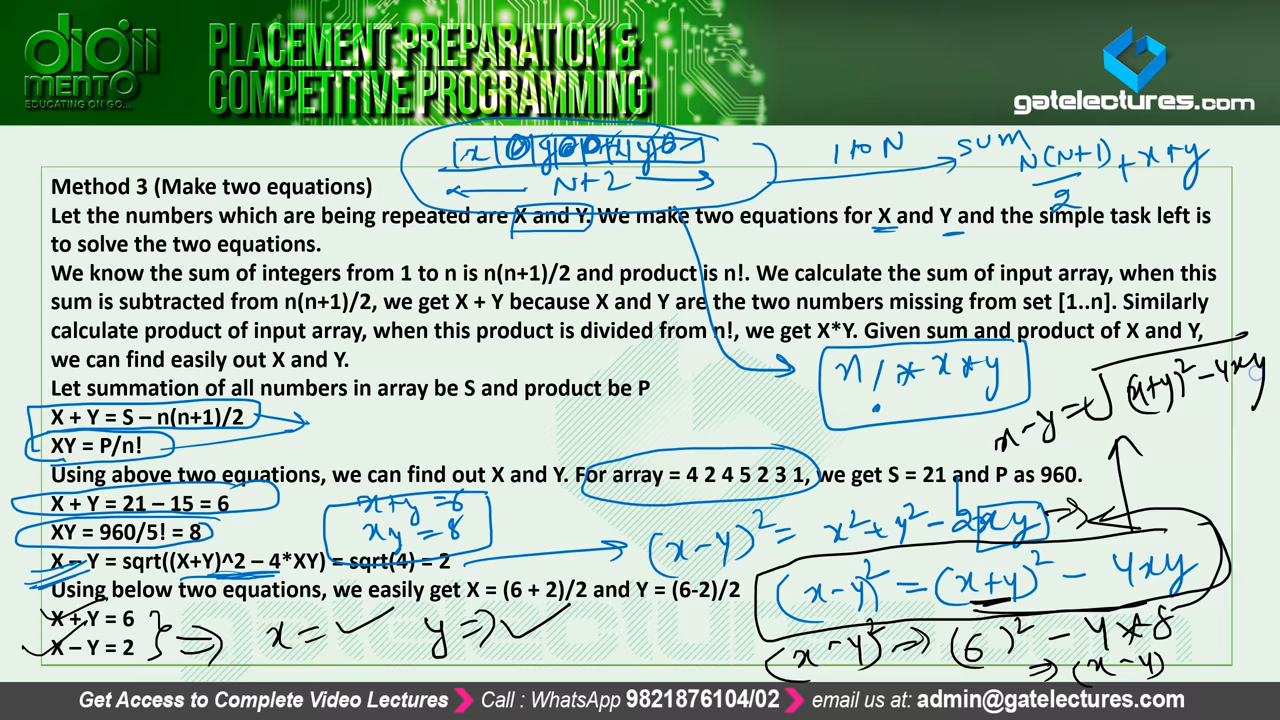 digii
MENTO
EDUCATING ON GO...
PLACEMENT PREPARATION &
COMPETITIVE PROGRAMMING
gatelectures.com
N+2
1 to N
sum
N(N+1)/2 + x+y
Method 3 (Make two equations)
Let the numbers which are being repeated are X and Y. We make two equations for X and Y and the simple task left is
to solve the two equations.
We know the sum of integers from 1 to n is n(n+1)/2 and product is n!. We calculate the sum of input array, when this
sum is subtracted from n(n+1)/2, we get X + Y because X and Y are the two numbers missing from set [1..n]. Similarly
calculate product of input array, when this product is divided from n!, we get X*Y. Given sum and product of X and Y,
we can find easily out X and Y.
n! * x * y
Let summation of all numbers in array be S and product be P
X + Y = S – n(n+1)/2
x-y = √(x+y)² - 4xy
XY = P/n!
Using above two equations, we can find out X and Y. For array = 4 2 4 5 2 3 1, we get S = 21 and P as 960.
X + Y = 21 – 15 = 6
x+y = 6
XY = 960/5! = 8
xy = 8
(x-y)² = x²+y² - 2xy
X – Y = sqrt((X+Y)^2 – 4*XY) = sqrt(4) = 2
(x-y)² = (x+y)² - 4xy
Using below two equations, we easily get X = (6 + 2)/2 and Y = (6-2)/2
X + Y = 6
x = ✓ y ⇒ ✓
(x-y)² ⇒ (6)² - 4*8
X – Y = 2
⇒ (x-y)
Get Access to Complete Video Lectures
Call : WhatsApp 9821876104/02
email us at: admin@gatelectures.com